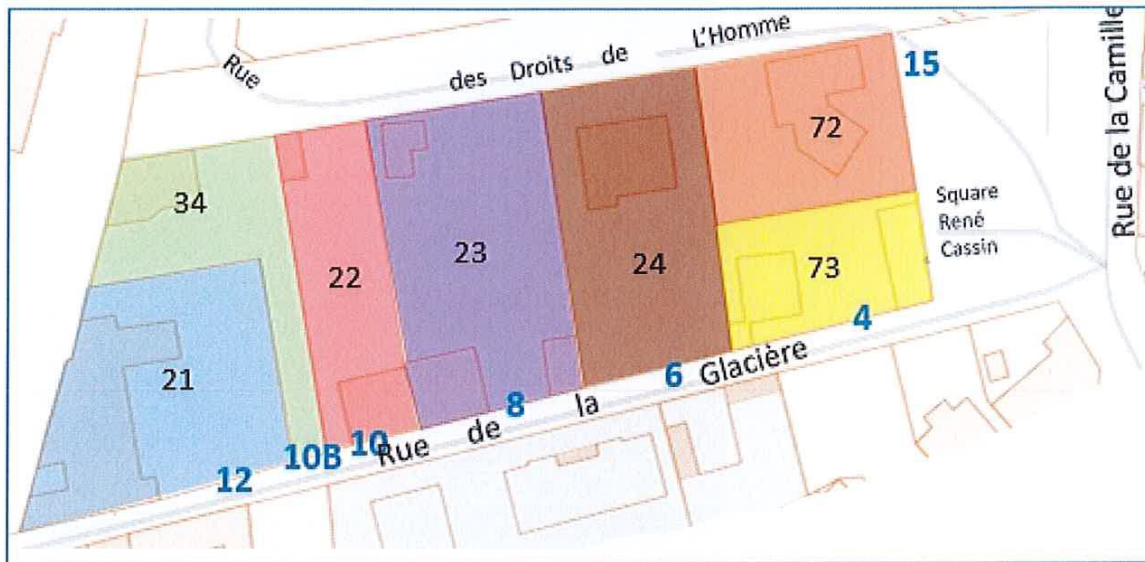 Rue des Droits de L'Homme
15
Rue de la Camille
34
72
22
23
24
73
21
Square
René
Cassin
4
6
8
10
10B
12
Rue de la Glacière